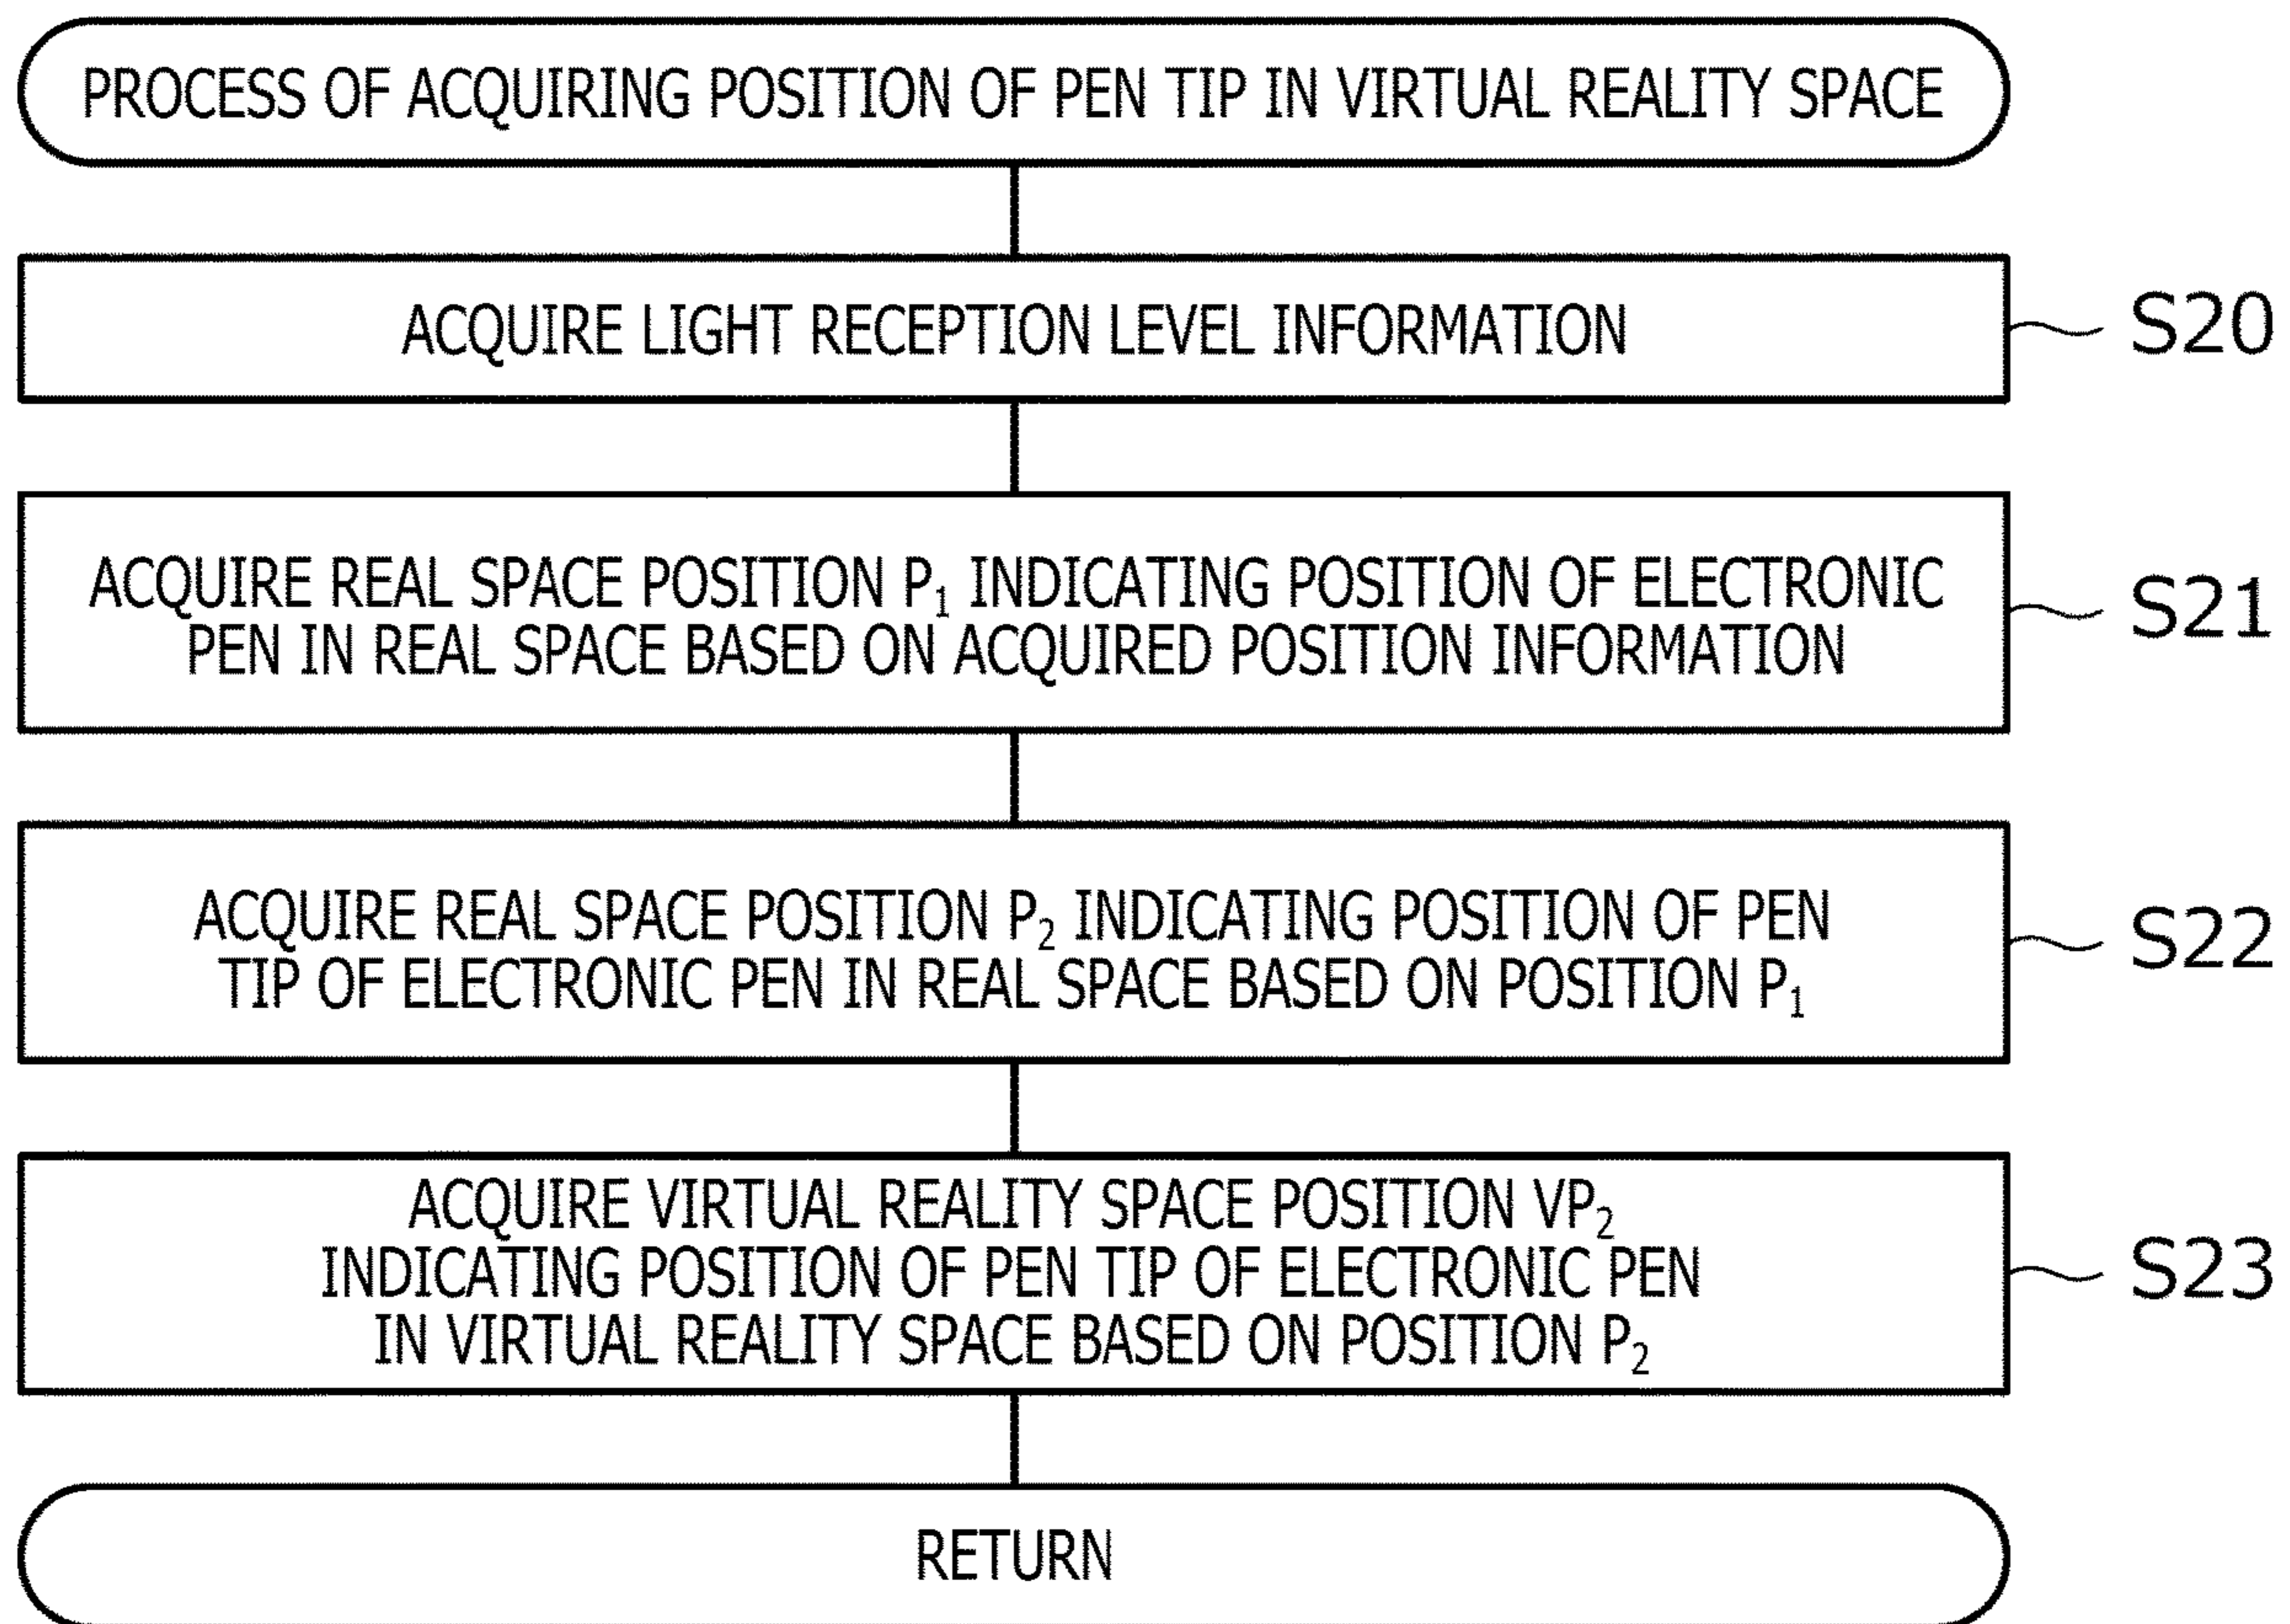 PROCESS OF ACQUIRING POSITION OF PEN TIP IN VIRTUAL REALITY SPACE
ACQUIRE LIGHT RECEPTION LEVEL INFORMATION
S20
ACQUIRE REAL SPACE POSITION P₁ INDICATING POSITION OF ELECTRONIC
PEN IN REAL SPACE BASED ON ACQUIRED POSITION INFORMATION
S21
ACQUIRE REAL SPACE POSITION P₂ INDICATING POSITION OF PEN
TIP OF ELECTRONIC PEN IN REAL SPACE BASED ON POSITION P₁
S22
ACQUIRE VIRTUAL REALITY SPACE POSITION VP₂
INDICATING POSITION OF PEN TIP OF ELECTRONIC PEN
IN VIRTUAL REALITY SPACE BASED ON POSITION P₂
S23
RETURN